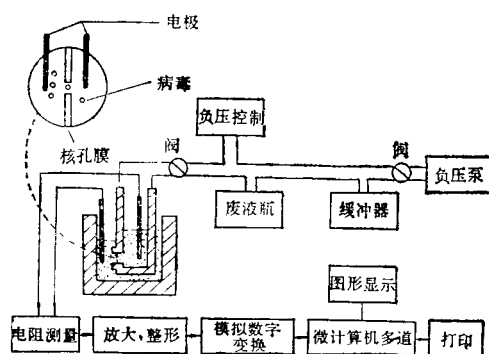 电极
病毒
核孔膜
阀
负压控制
阀
负压泵
废液瓶
缓冲器
图形显示
电阻测量
放大、整形
模拟数字
变换
微计算机多道
打印